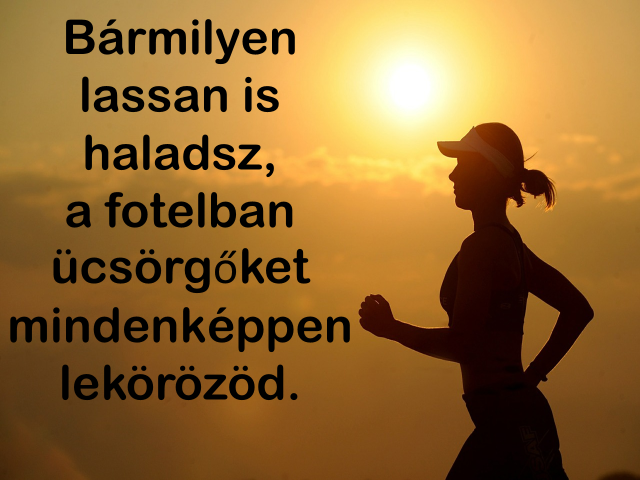 Bármilyen
lassan is
haladsz,
a fotelban
ücsörgőket
mindenképpen
lekörözöd.